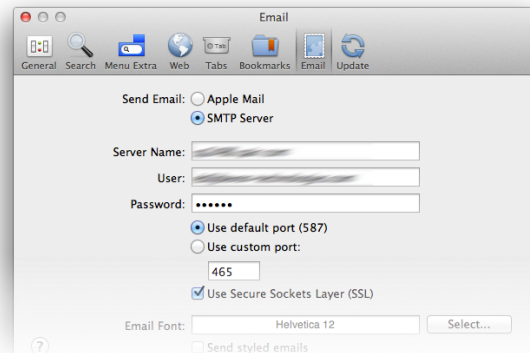 Email
General Search Menu Extra Web Tabs Bookmarks Email Update
Send Email: Apple Mail
SMTP Server
Server Name:
User:
Password: ••••••
Use default port (587)
Use custom port:
465
Use Secure Sockets Layer (SSL)
Email Font: Helvetica 12 Select...
? Send styled emails